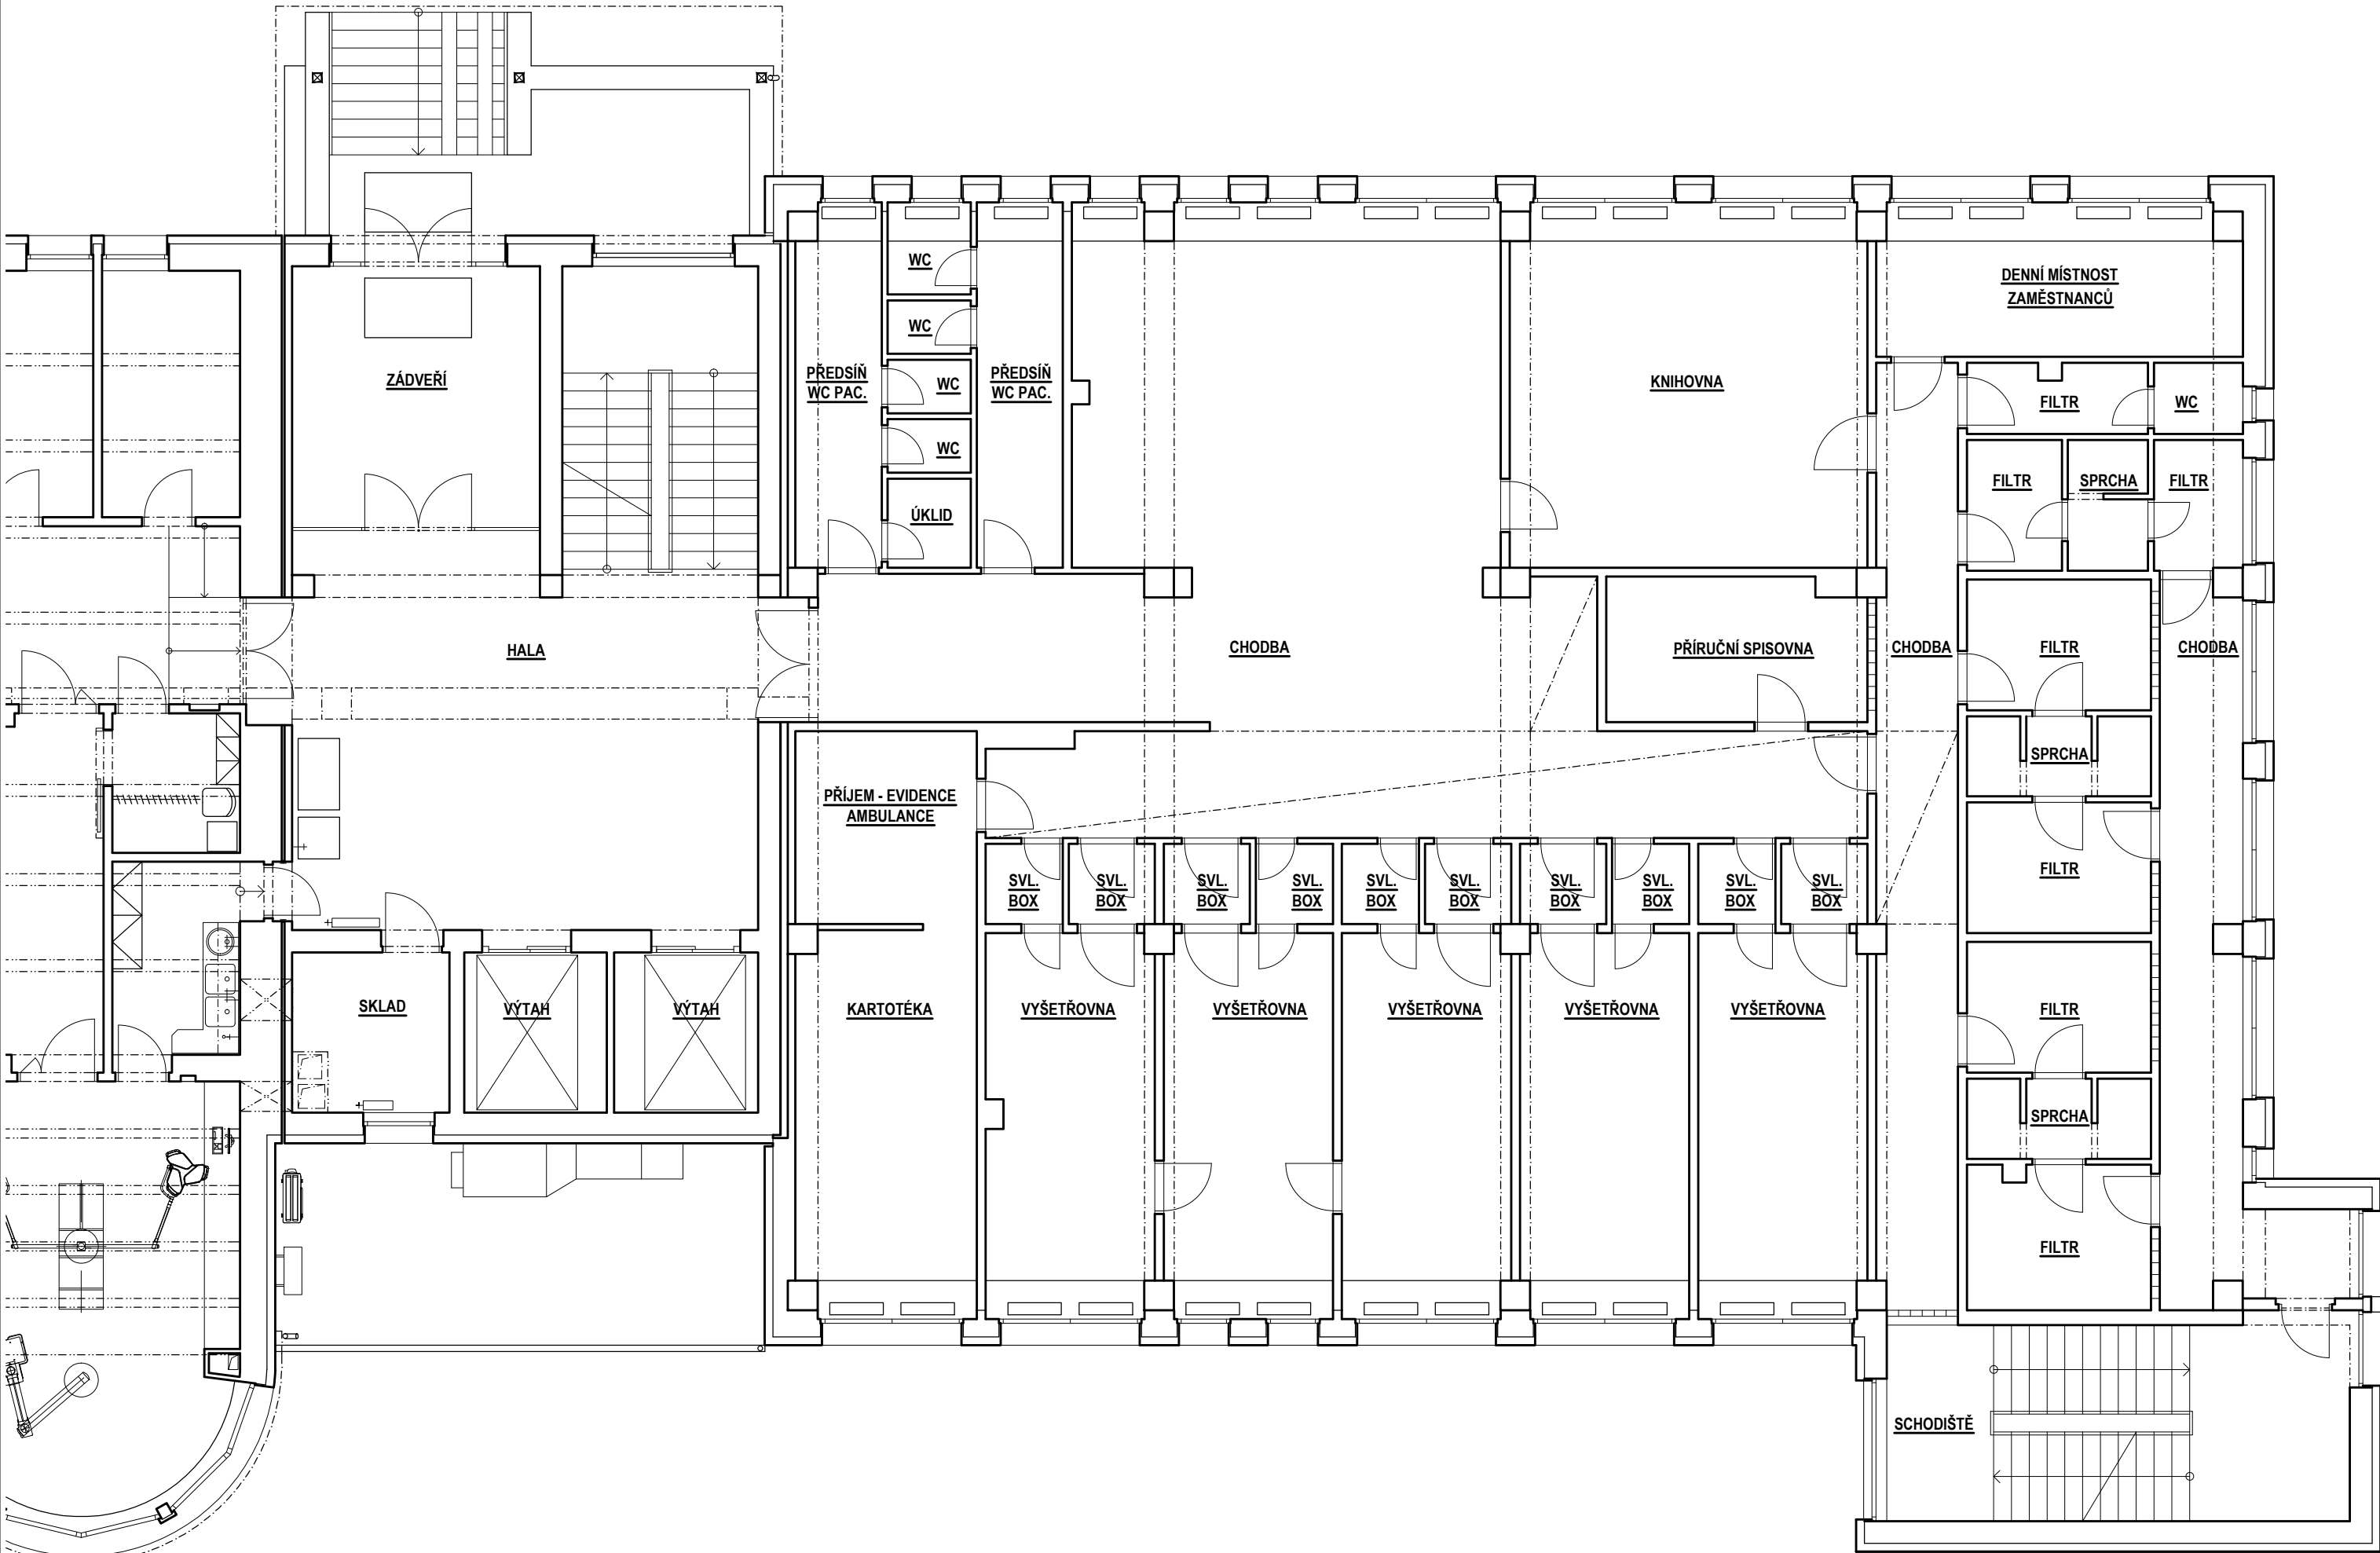 WC
DENNÍ MÍSTNOST
ZAMĚSTNANCŮ
WC
ZÁDVEŘÍ
PŘEDSÍŇ
WC PAC.
WC
PŘEDSÍŇ
WC PAC.
KNIHOVNA
FILTR
WC
WC
ÚKLID
FILTR
SPRCHA
FILTR
HALA
CHODBA
PŘÍRUČNÍ SPISOVNA
CHODBA
FILTR
CHODBA
SPRCHA
PŘÍJEM - EVIDENCE
AMBULANCE
SVL.
BOX
SVL.
BOX
SVL.
BOX
SVL.
BOX
SVL.
BOX
SVL.
BOX
SVL.
BOX
SVL.
BOX
SVL.
BOX
SVL.
BOX
FILTR
SKLAD
VÝTAH
VÝTAH
KARTOTÉKA
VYŠETŘOVNA
VYŠETŘOVNA
VYŠETŘOVNA
VYŠETŘOVNA
VYŠETŘOVNA
FILTR
SPRCHA
FILTR
SCHODIŠTĚ